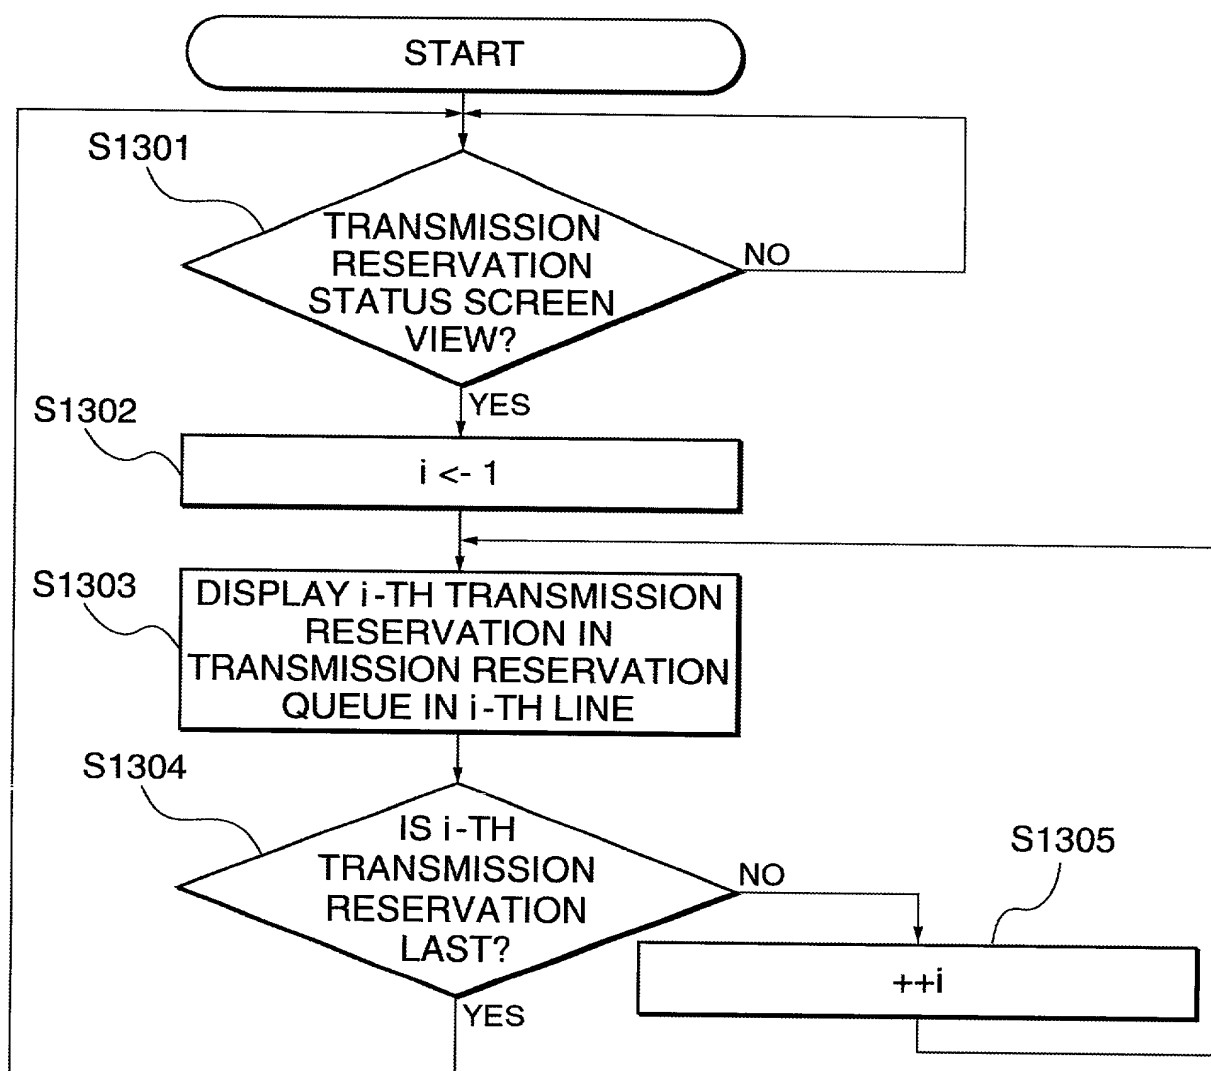 START
S1301
TRANSMISSION
RESERVATION
STATUS SCREEN
VIEW?
NO
YES
S1302
i <- 1
S1303
DISPLAY i-TH TRANSMISSION
RESERVATION IN
TRANSMISSION RESERVATION
QUEUE IN i-TH LINE
S1304
IS i-TH
TRANSMISSION
RESERVATION
LAST?
NO
YES
S1305
++i